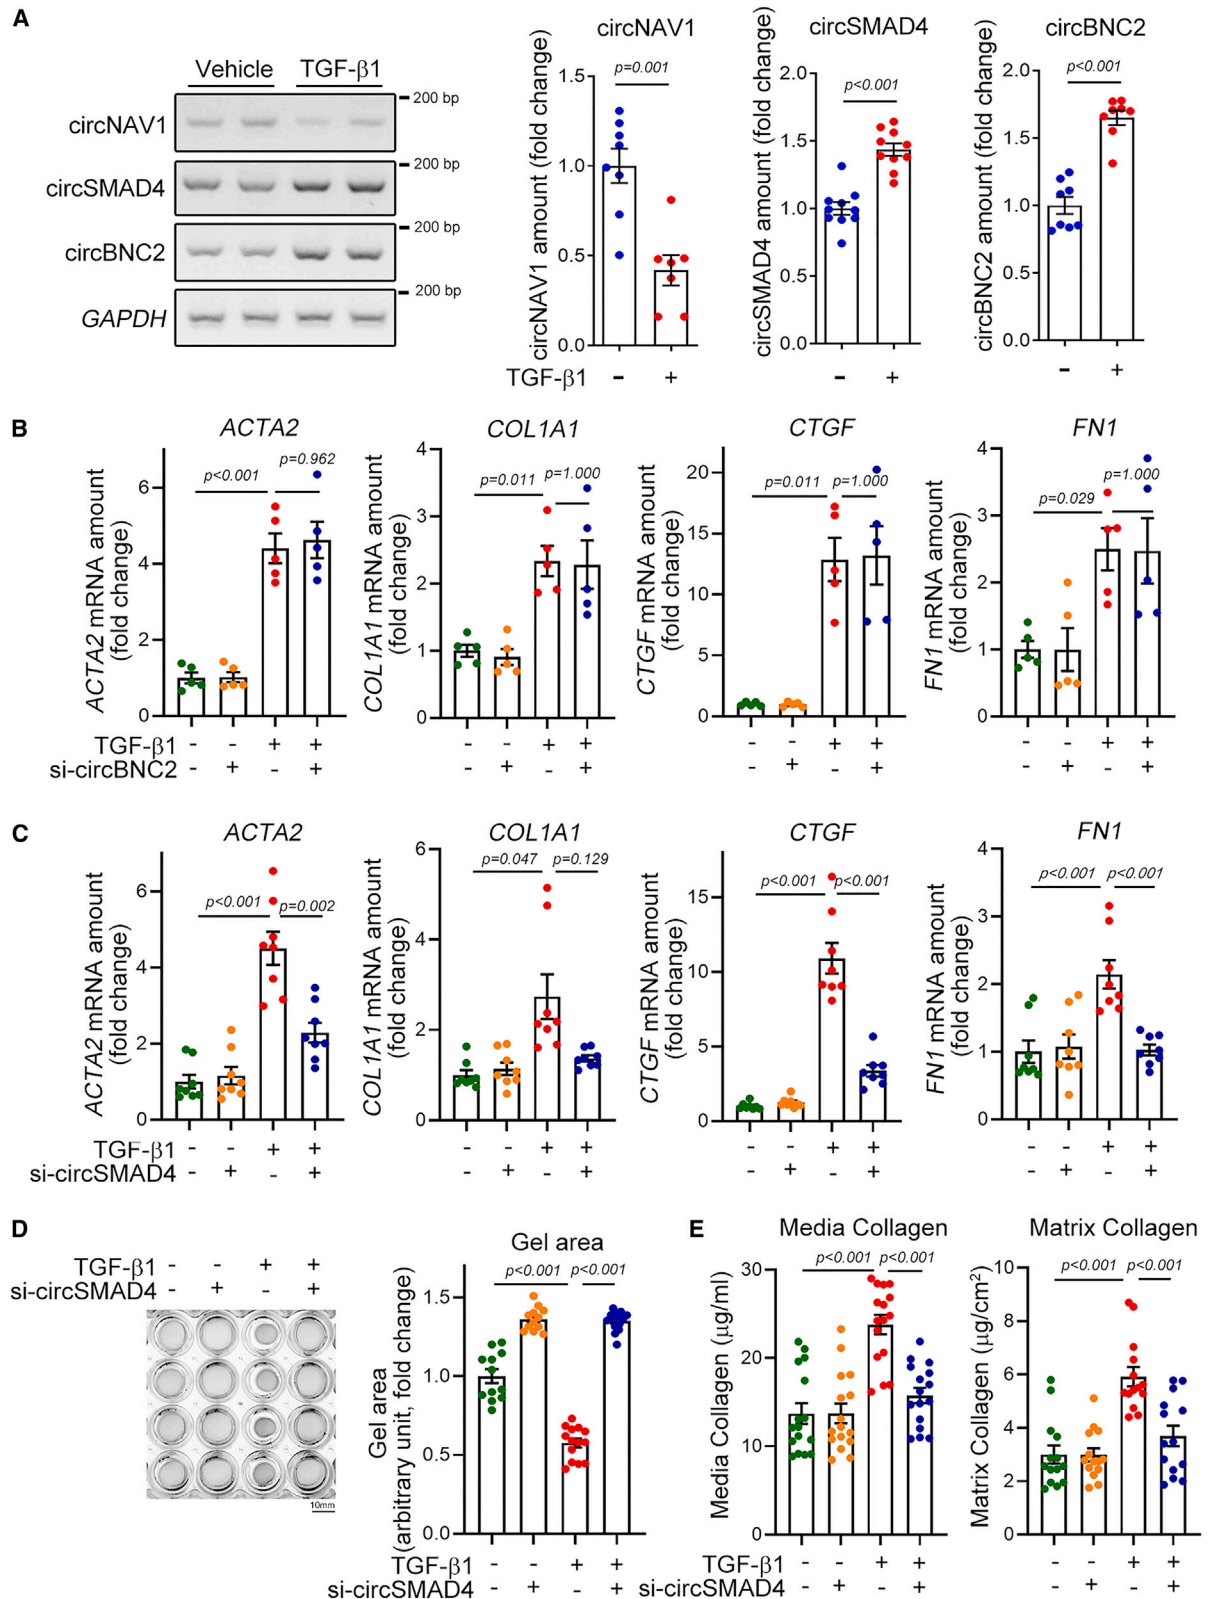 A
Vehicle TGF-β1
circNAV1
circSMAD4
circBNC2
GAPDH
200 bp
200 bp
200 bp
200 bp
circNAV1
circNAV1 amount (fold change)
1.5
1.0
0.5
0.0
p=0.001
TGF-β1 - +
circSMAD4
circSMAD4 amount (fold change)
2.0
1.5
1.0
0.5
0.0
p<0.001
- +
circBNC2
circBNC2 amount (fold change)
2.0
1.5
1.0
0.5
0.0
p<0.001
- +
B
ACTA2
ACTA2 mRNA amount
(fold change)
6
4
2
0
p<0.001
p=0.962
TGF-β1 - - + +
si-circBNC2 - + - +
COL1A1
COL1A1 mRNA amount
(fold change)
4
3
2
1
0
p=0.011
p=1.000
- - + +
- + - +
CTGF
CTGF mRNA amount
(fold change)
20
15
10
5
0
p=0.011
p=1.000
- - + +
- + - +
FN1
FN1 mRNA amount
(fold change)
4
3
2
1
0
p=0.029
p=1.000
- - + +
- + - +
C
ACTA2
ACTA2 mRNA amount
(fold change)
6
4
2
0
p<0.001
p=0.002
TGF-β1 - - + +
si-circSMAD4 - + - +
COL1A1
COL1A1 mRNA amount
(fold change)
6
4
2
0
p=0.047
p=0.129
- - + +
- + - +
CTGF
CTGF mRNA amount
(fold change)
15
10
5
0
p<0.001
p<0.001
- - + +
- + - +
FN1
FN1 mRNA amount
(fold change)
4
3
2
1
0
p<0.001
p<0.001
- - + +
- + - +
D
TGF-β1 - - + +
si-circSMAD4 - + - +
10mm
Gel area
Gel area
(arbitrary unit, fold change)
1.5
1.0
0.5
0.0
p<0.001
p<0.001
TGF-β1 - - + +
si-circSMAD4 - + - +
E
Media Collagen
Media Collagen (μg/ml)
30
20
10
0
p<0.001
p<0.001
TGF-β1 - - + +
si-circSMAD4 - + - +
Matrix Collagen
Matrix Collagen (μg/cm²)
10
8
6
4
2
0
p<0.001
p<0.001
- - + +
- + - +